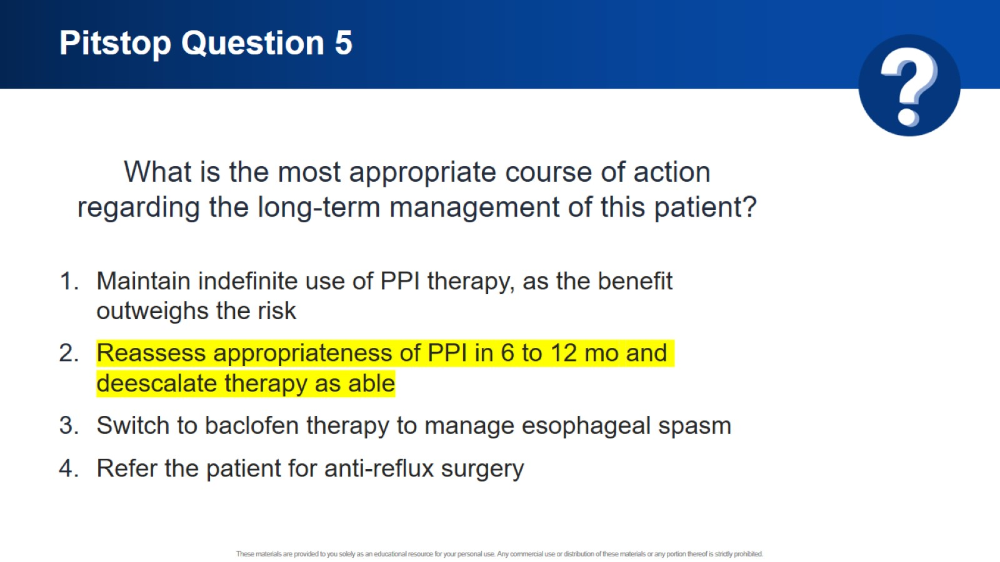 Pitstop Question 5
?
What is the most appropriate course of action
regarding the long-term management of this patient?
1. Maintain indefinite use of PPI therapy, as the benefit
outweighs the risk
2. Reassess appropriateness of PPI in 6 to 12 mo and
deescalate therapy as able
3. Switch to baclofen therapy to manage esophageal spasm
4. Refer the patient for anti-reflux surgery
These materials are provided to you solely as an educational resource for your personal use. Any commercial use or distribution of these materials or any portion thereof is strictly prohibited.